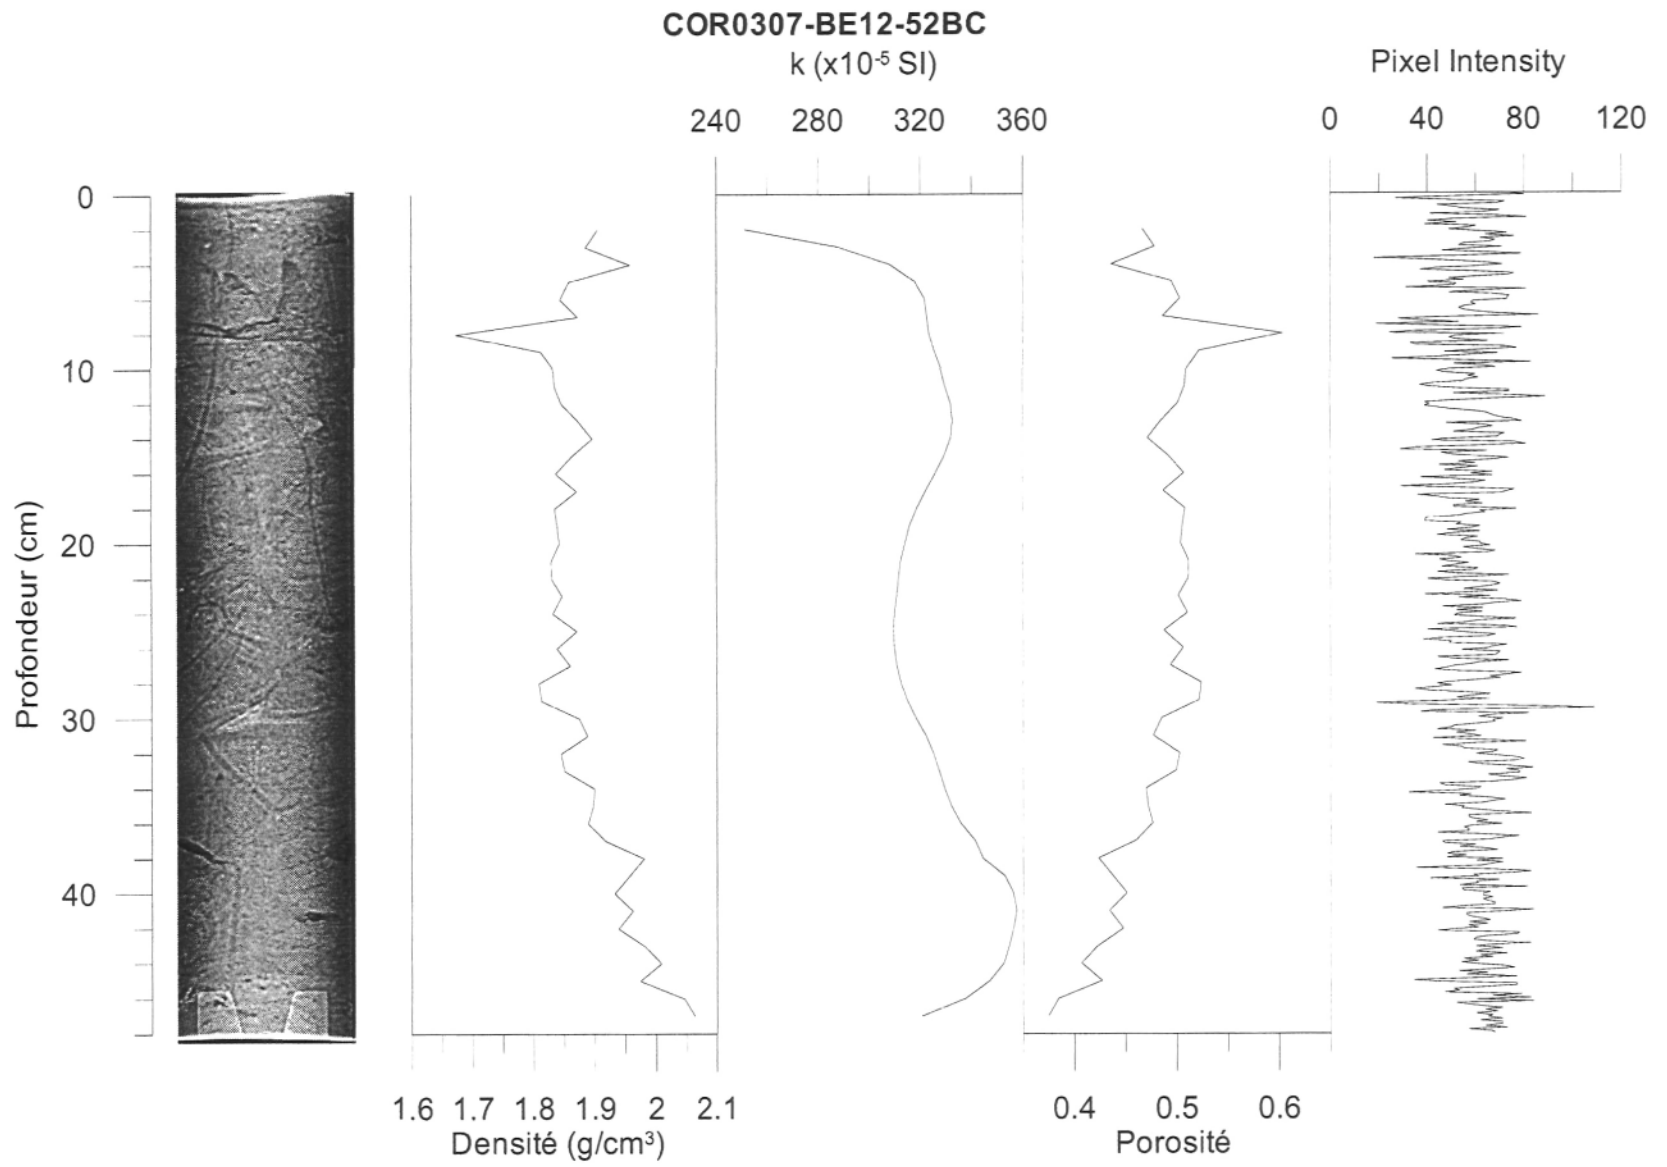 COR0307-BE12-52BC
k (x10⁻⁵ SI)
Pixel Intensity
240 280 320 360
0 40 80 120
0
10
20
30
40
Profondeur (cm)
1.6 1.7 1.8 1.9 2 2.1
Densité (g/cm³)
0.4 0.5 0.6
Porosité